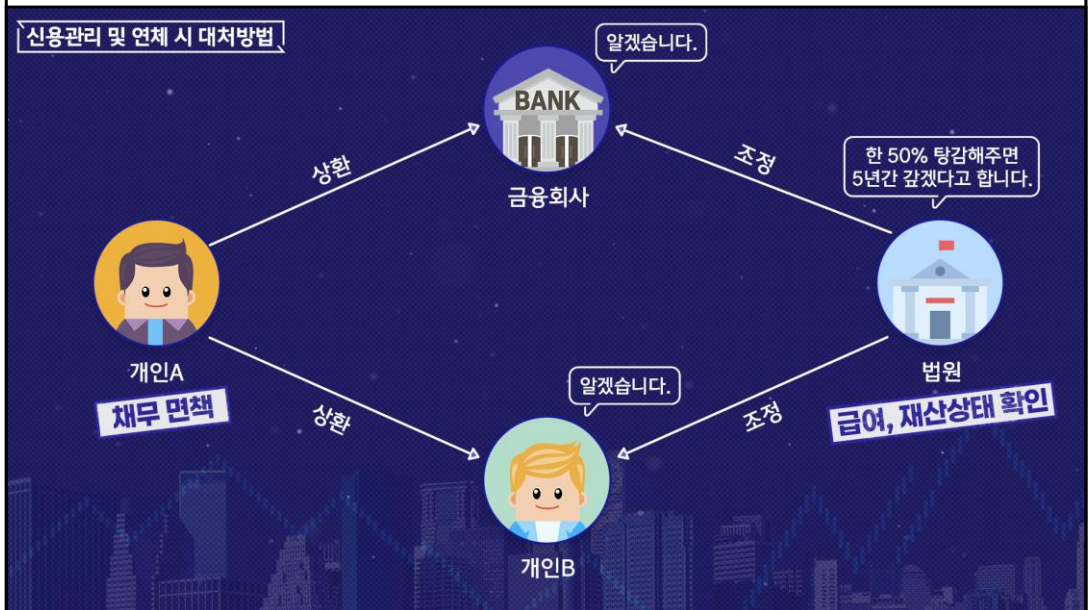 신용관리 및 연체 시 대처방법
알겠습니다.
BANK
금융회사
상환
조정
한 50% 탕감해주면
5년간 갚겠다고 합니다.
개인A
채무 면책
법원
급여, 재산상태 확인
상환
알겠습니다.
조정
개인B